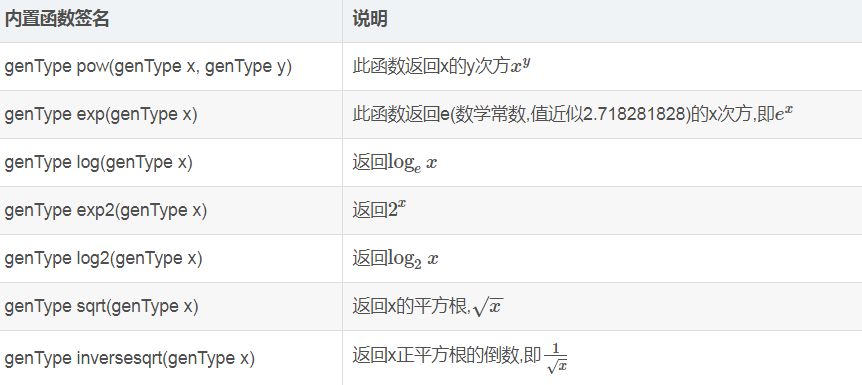 内置函数签名 说明
genType pow(genType x, genType y) 此函数返回x的y次方$x^y$
genType exp(genType x) 此函数返回e(数学常数,值近似2.718281828)的x次方,即$e^x$
genType log(genType x) 返回$\log_e x$
genType exp2(genType x) 返回$2^x$
genType log2(genType x) 返回$\log_2 x$
genType sqrt(genType x) 返回x的平方根,$\sqrt{x}$
genType inversesqrt(genType x) 返回x正平方根的倒数,即$\frac{1}{\sqrt{x}}$